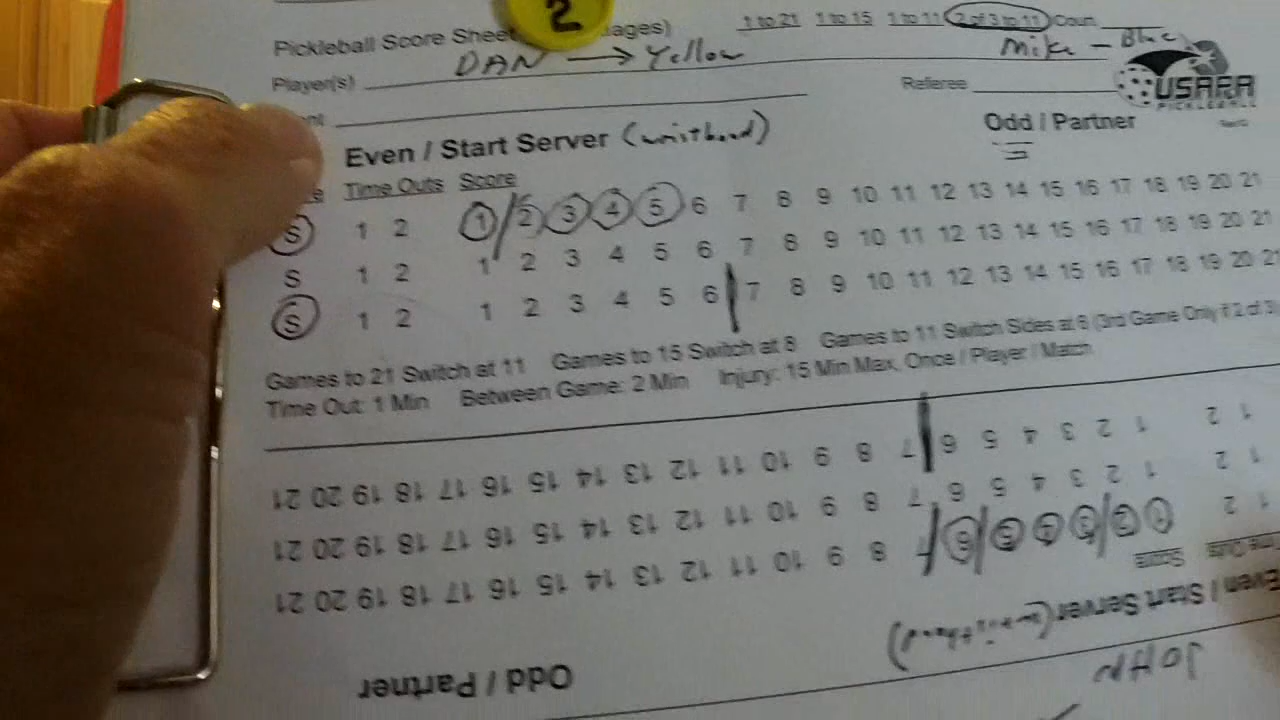 2
Pickleball Score Shee ages) 1 to 21 1 to 15 1 to 11 2 of 3 to 11 Court
DAN → Yellow Mike - Blue
Player(s) Referee USAPA
PICKLEBALL
Even / Start Server (wristband) Odd / Partner
Time Outs Score
S 1 2 1 2 3 4 5 6 7 8 9 10 11 12 13 14 15 16 17 18 19 20 21
S 1 2 1 2 3 4 5 6 7 8 9 10 11 12 13 14 15 16 17 18 19 20 21
S 1 2 1 2 3 4 5 6 7 8 9 10 11 12 13 14 15 16 17 18 19 20 21
Games to 21 Switch at 11 Games to 15 Switch at 8 Games to 11 Switch Sides at 6 (3rd Game Only if 2 of 3)
Time Out: 1 Min Between Game: 2 Min Injury: 15 Min Max, Once / Player / Match
JOHN
Even / Start Server (wristband) Odd / Partner
Time Outs Score
1 2 1 2 3 4 5 6 7 8 9 10 11 12 13 14 15 16 17 18 19 20 21
1 2 1 2 3 4 5 6 7 8 9 10 11 12 13 14 15 16 17 18 19 20 21
1 2 1 2 3 4 5 6 7 8 9 10 11 12 13 14 15 16 17 18 19 20 21